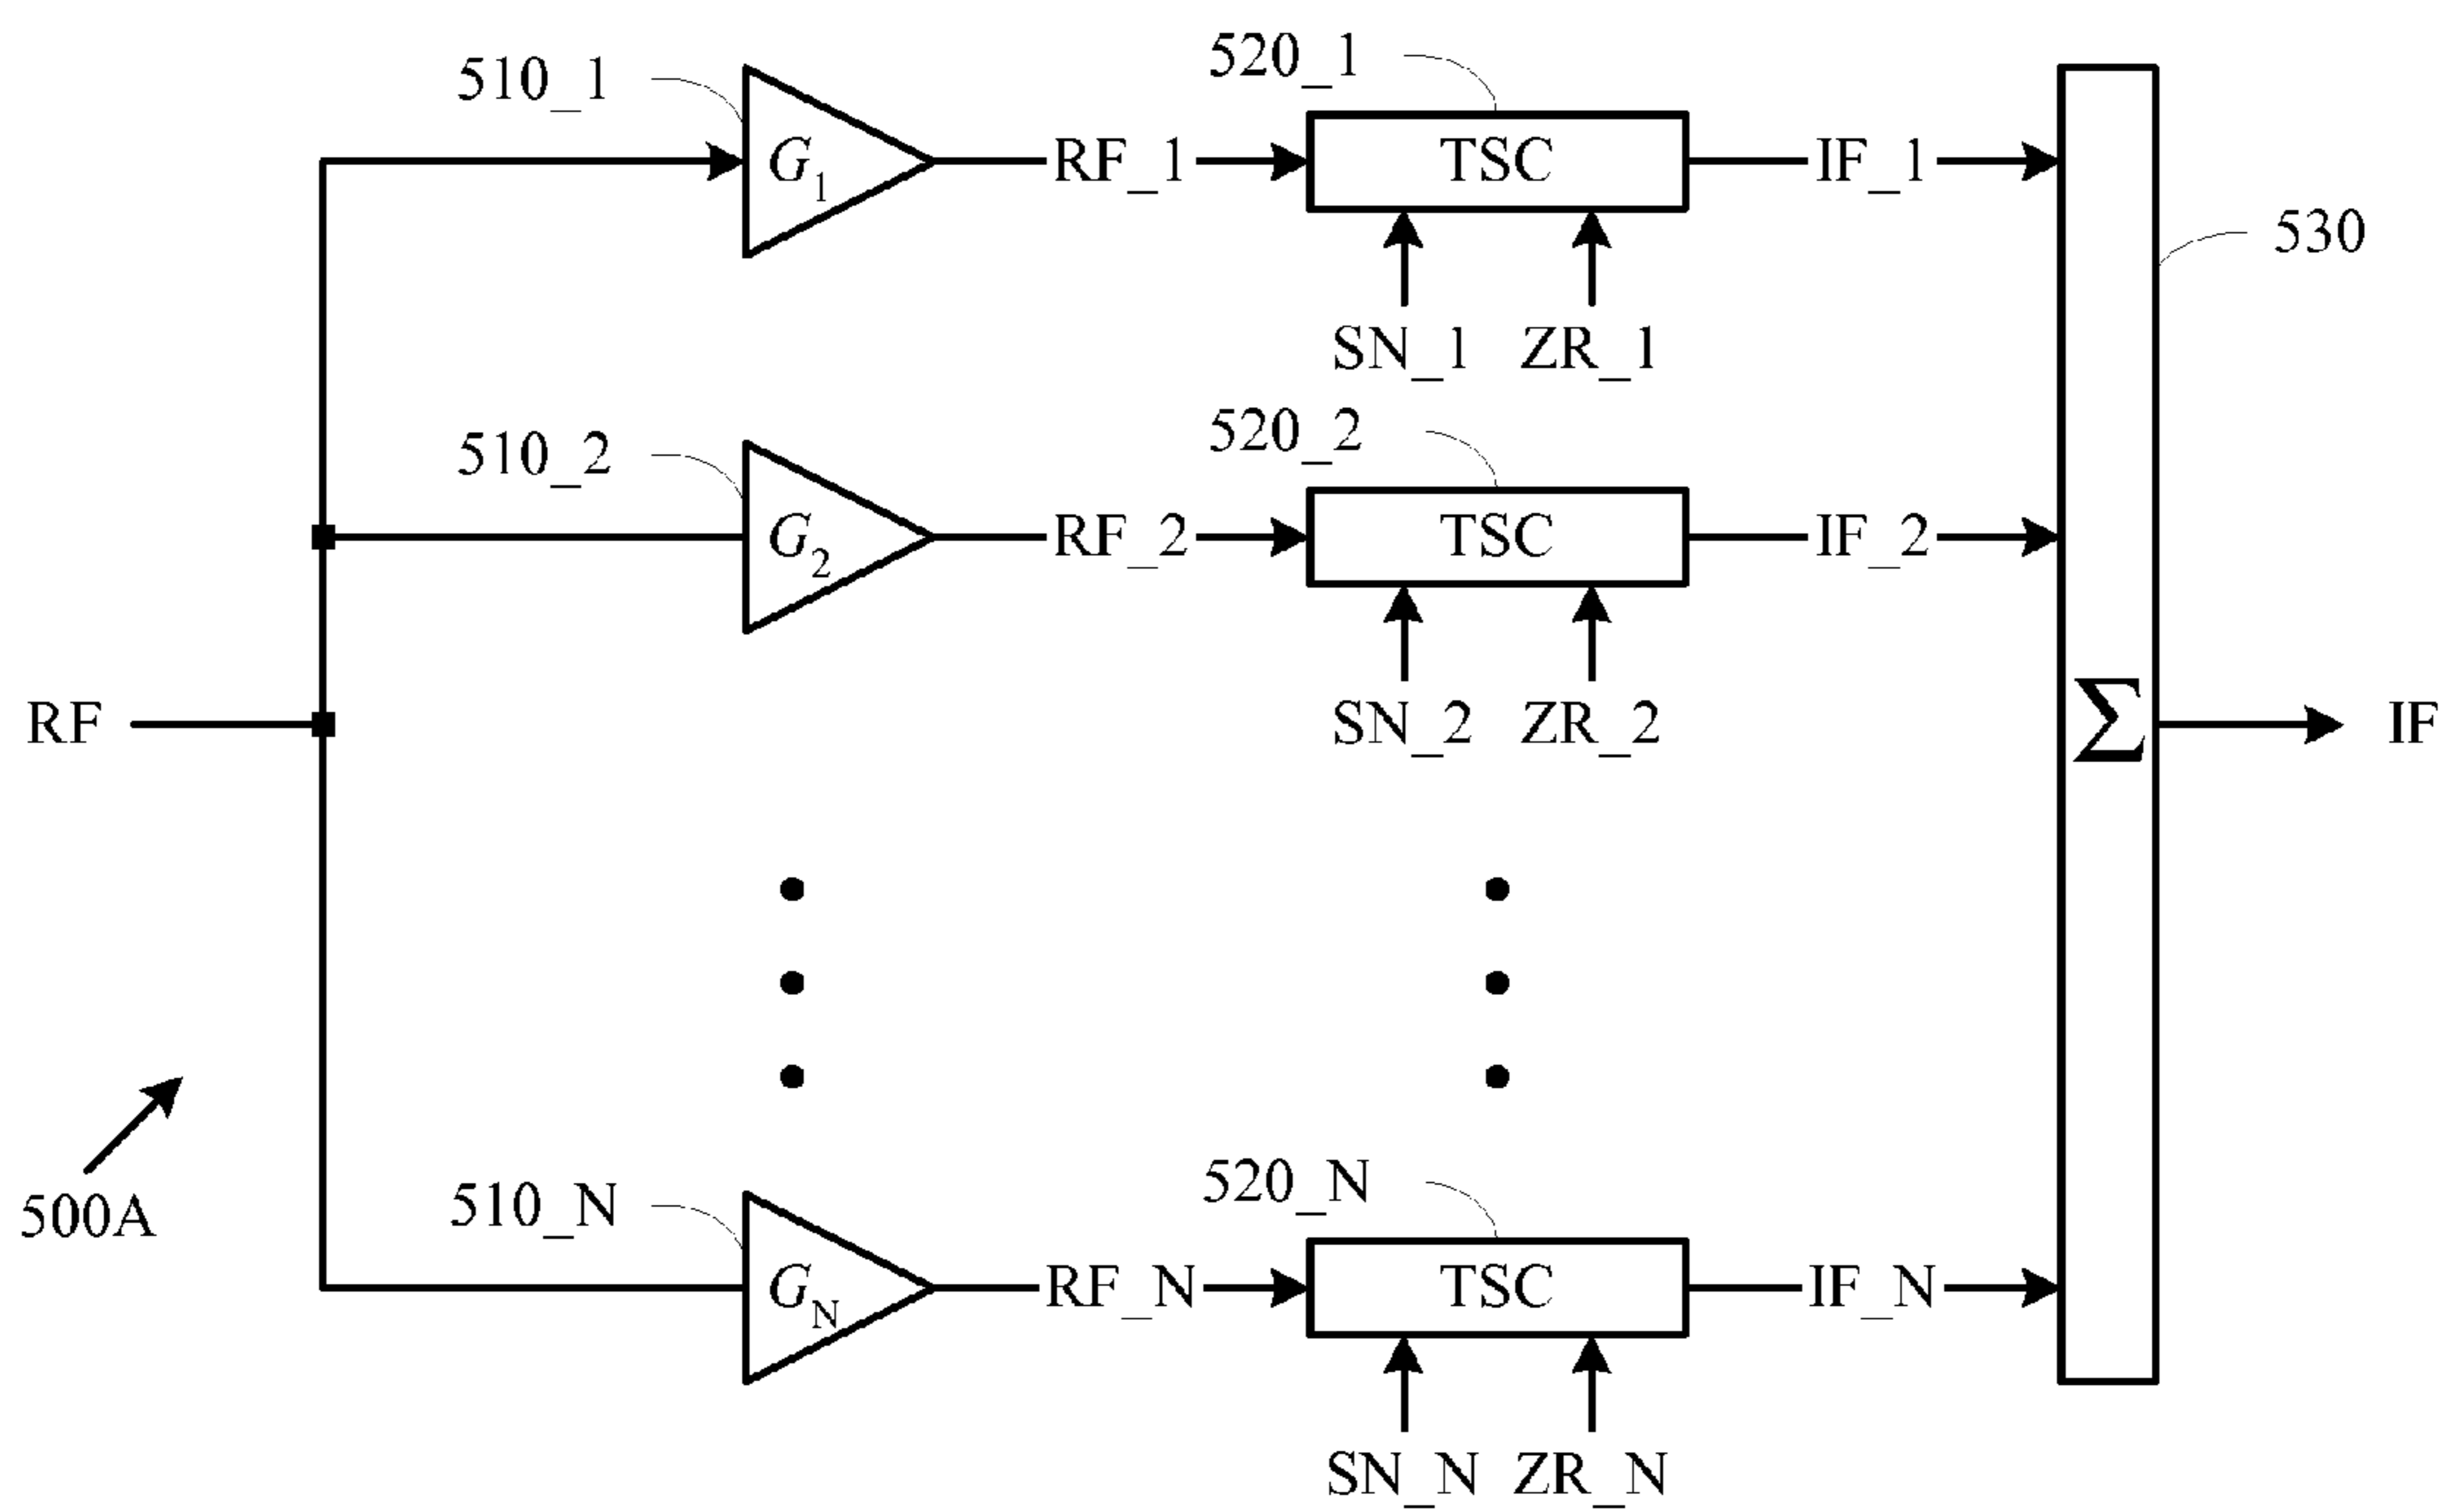 510_1
G1
RF_1
520_1
TSC
IF_1
530
SN_1
ZR_1
510_2
G2
RF_2
520_2
TSC
IF_2
SN_2
ZR_2
RF
Σ
IF
500A
510_N
GN
RF_N
520_N
TSC
IF_N
SN_N
ZR_N